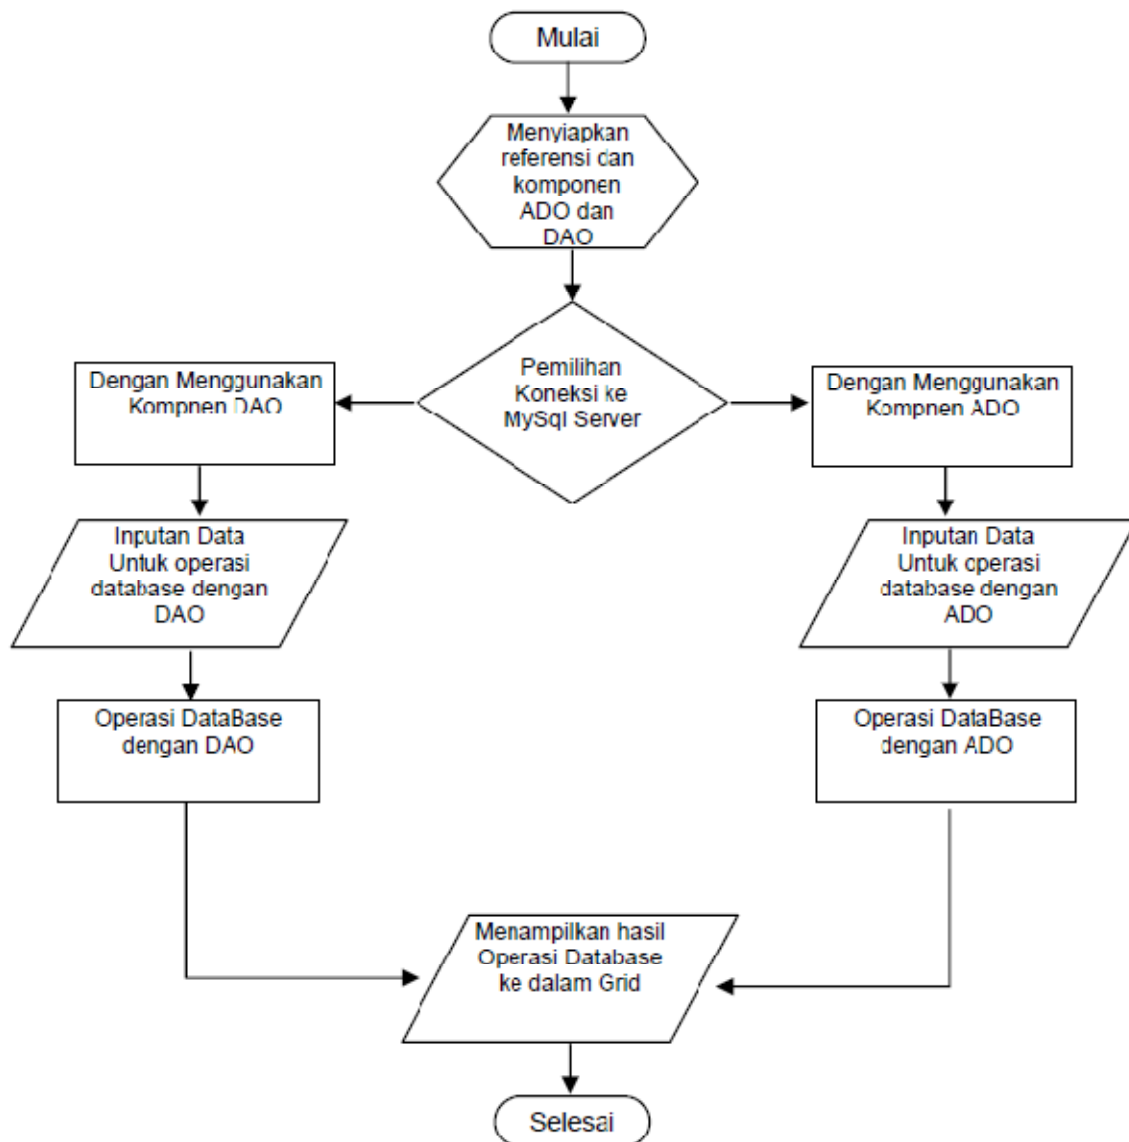 Mulai
Menyiapkan
referensi dan
komponen
ADO dan
DAO
Pemilihan
Koneksi ke
MySql Server
Dengan Menggunakan
Kompnen DAO
Dengan Menggunakan
Kompnen ADO
Inputan Data
Untuk operasi
database dengan
DAO
Inputan Data
Untuk operasi
database dengan
ADO
Operasi DataBase
dengan DAO
Operasi DataBase
dengan ADO
Menampilkan hasil
Operasi Database
ke dalam Grid
Selesai